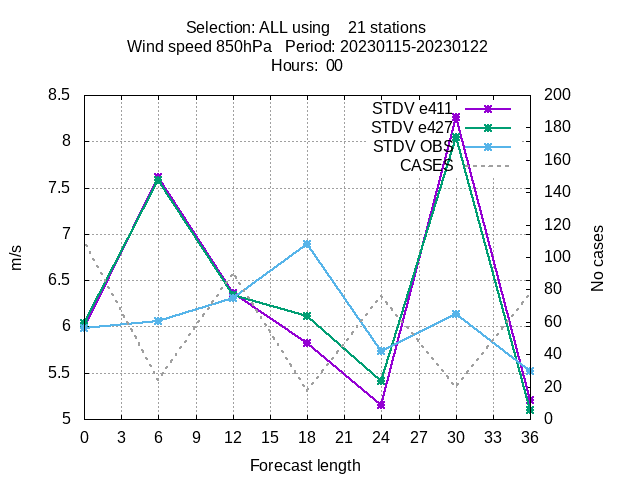 Selection: ALL using 21 stations
Wind speed 850hPa Period: 20230115-20230122
Hours: 00
8.5
8
7.5
7
6.5
6
5.5
5
m/s
STDV e411
STDV e427
STDV OBS
CASES
200
180
160
140
120
100
80
60
40
20
0
No cases
0 3 6 9 12 15 18 21 24 27 30 33 36
Forecast length